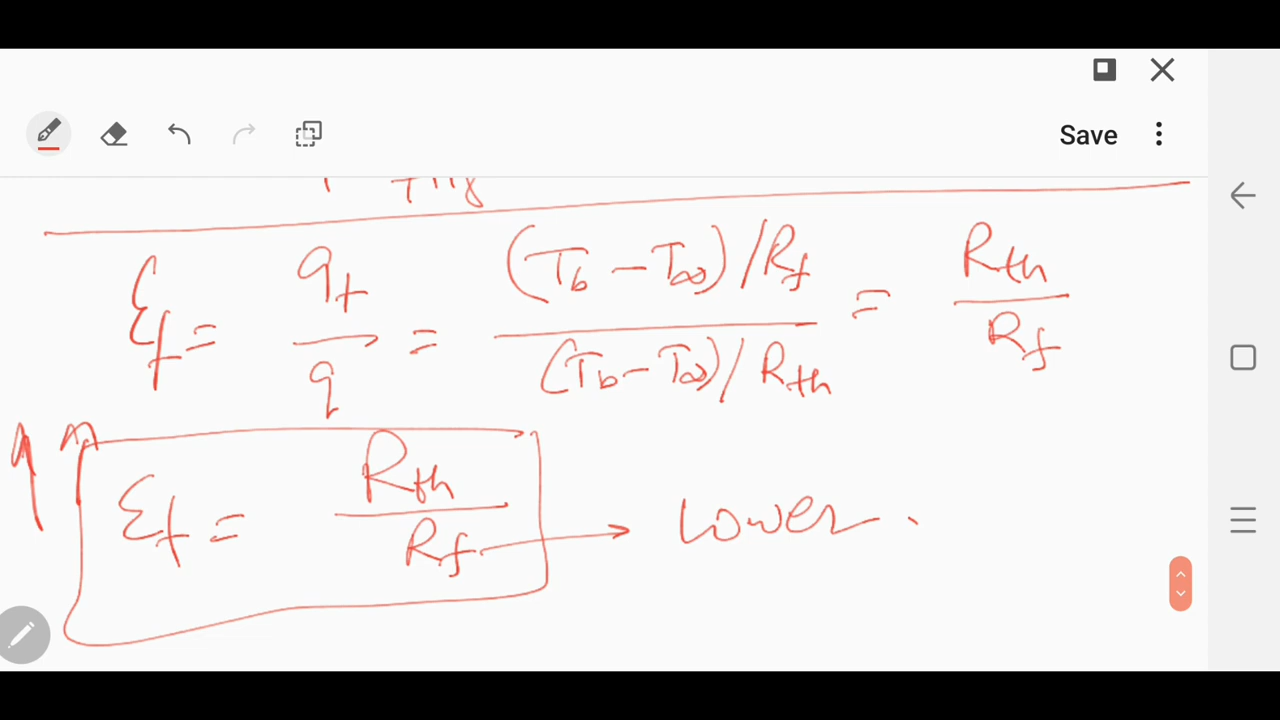 Save
εf = qf / q = (Tb - T∞)/Rf / (Tb - T∞)/Rth = Rth / Rf
εf = Rth / Rf → Lower